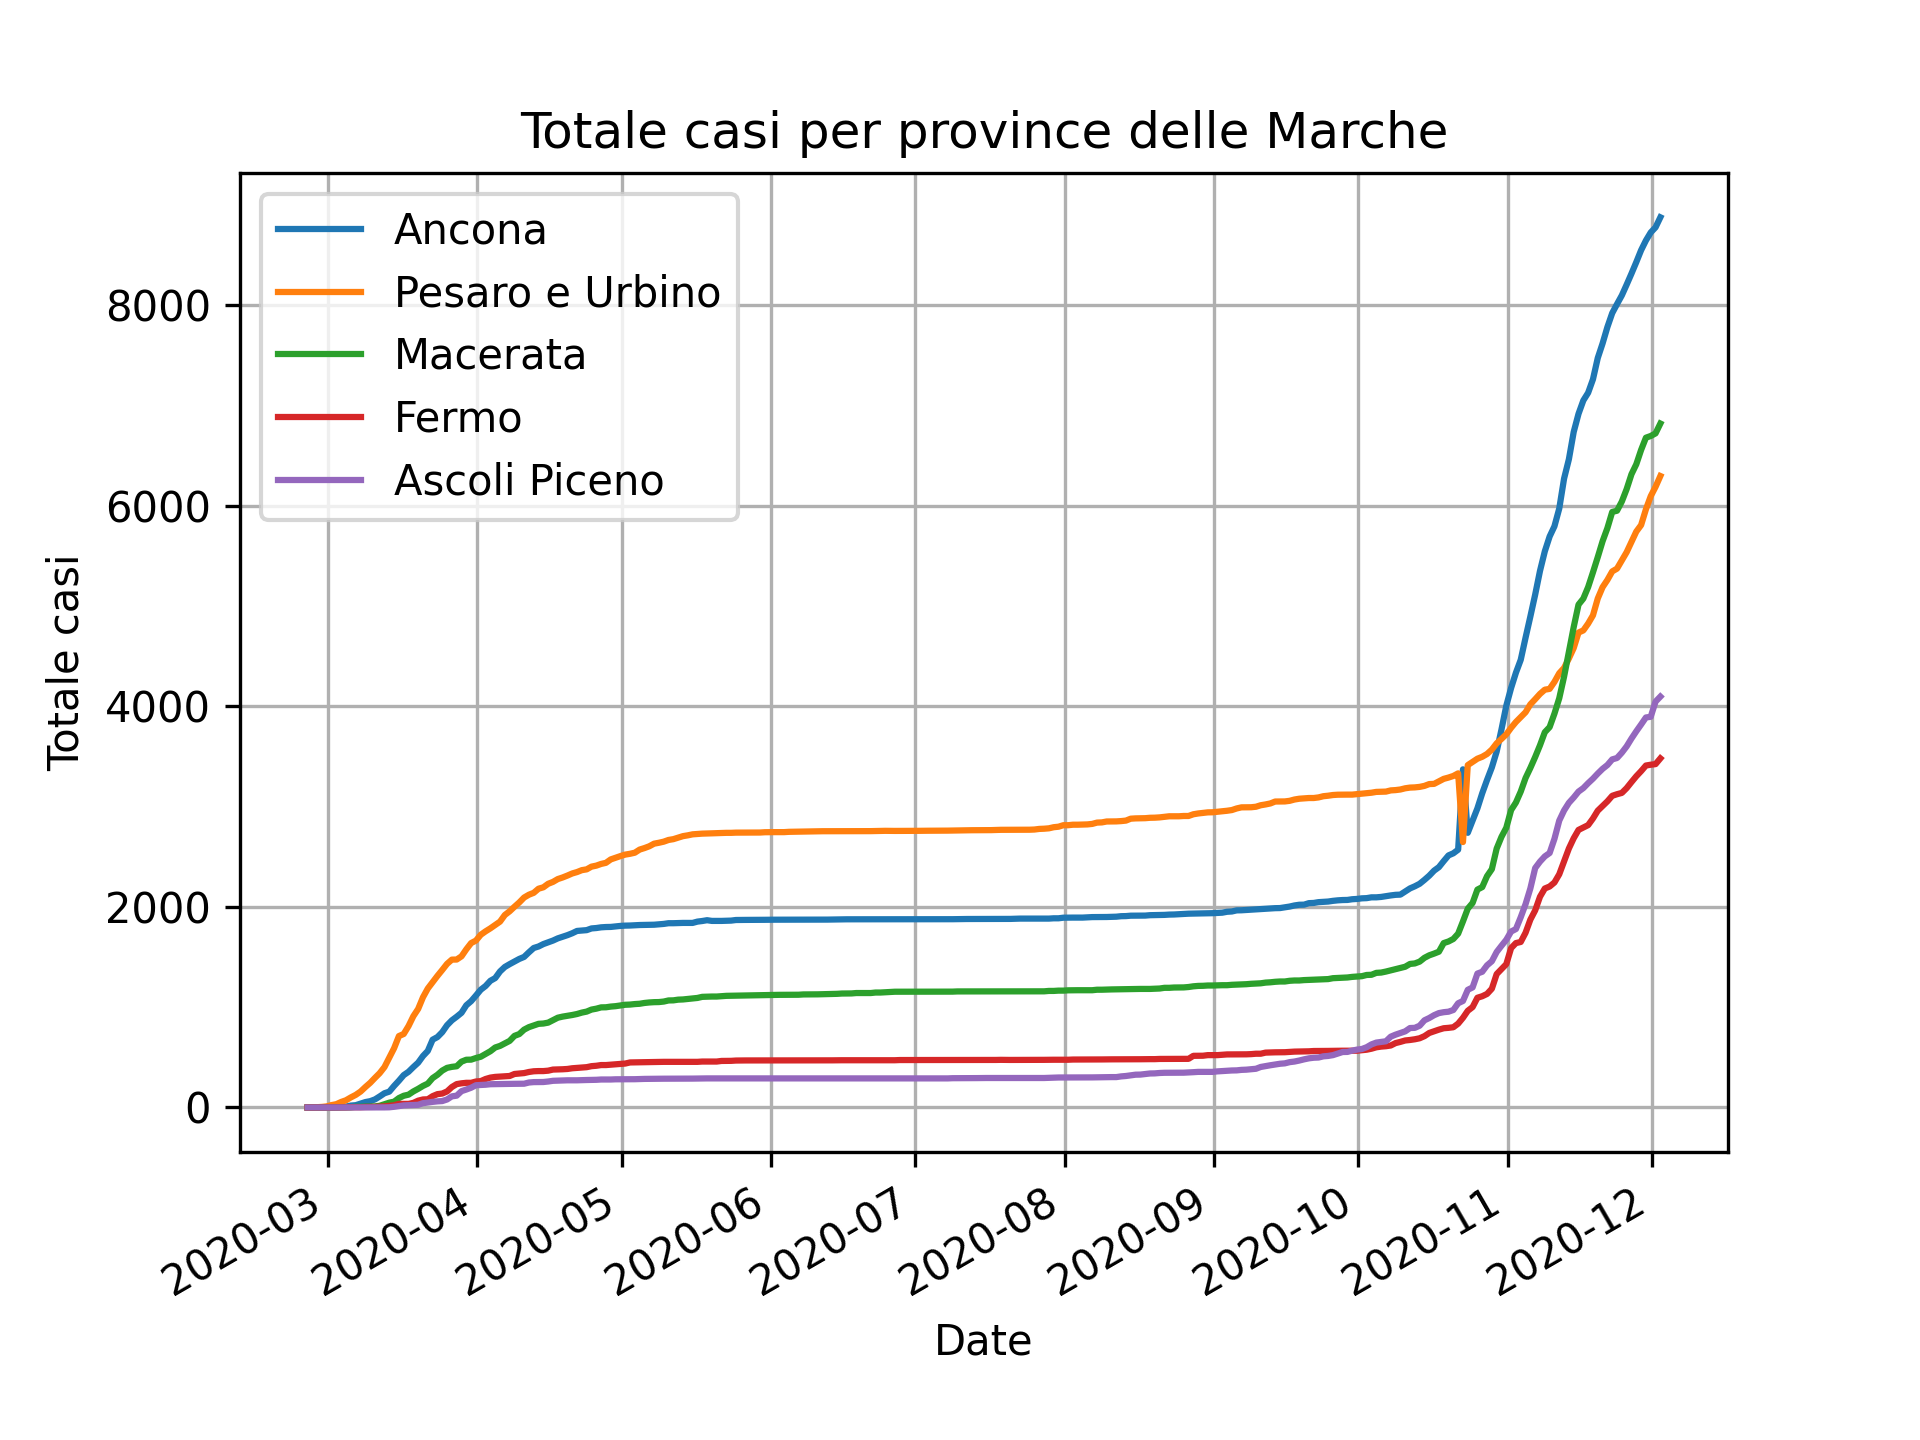 Totale casi per province delle Marche
Ancona
Pesaro e Urbino
Macerata
Fermo
Ascoli Piceno
Totale casi
8000
6000
4000
2000
0
2020-03
2020-04
2020-05
2020-06
2020-07
2020-08
2020-09
2020-10
2020-11
2020-12
Date